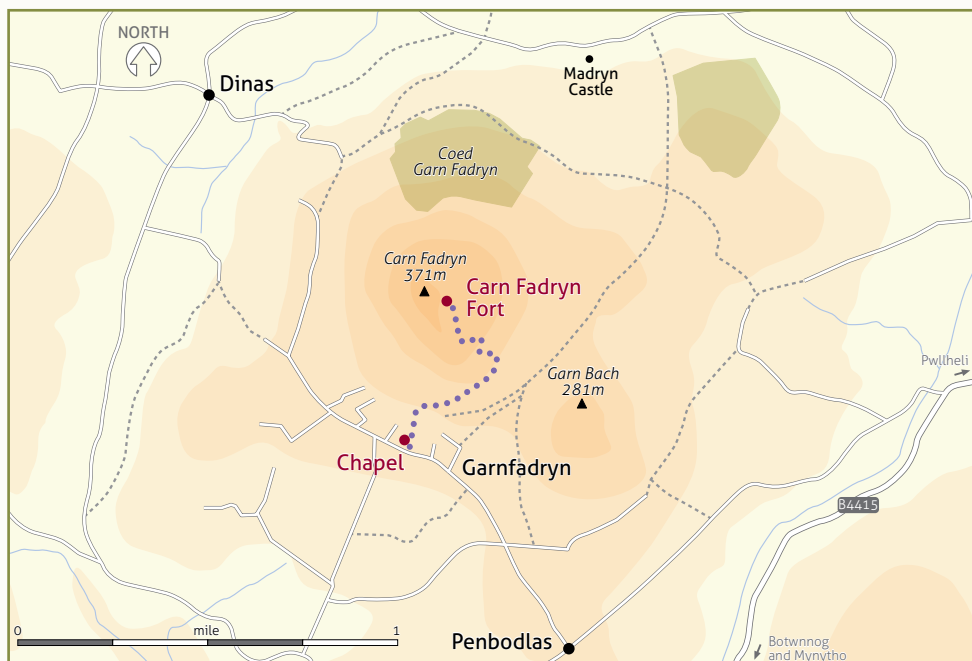 NORTH
Dinas
Madryn
Castle
Coed
Garn Fadryn
Carn Fadryn
371m
Carn Fadryn
Fort
Garn Bach
281m
Pwllheli
Chapel
Garnfadryn
B4415
0
mile
1
Penbodlas
Botwnnog
and Mynytho